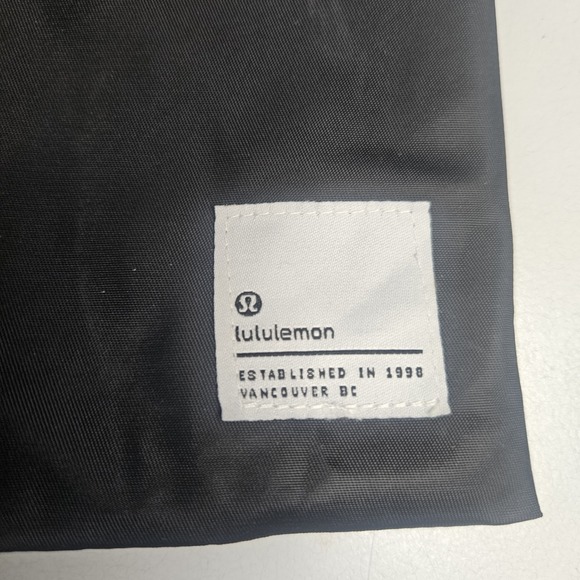 lululemon
ESTABLISHED IN 1998
VANCOUVER BC